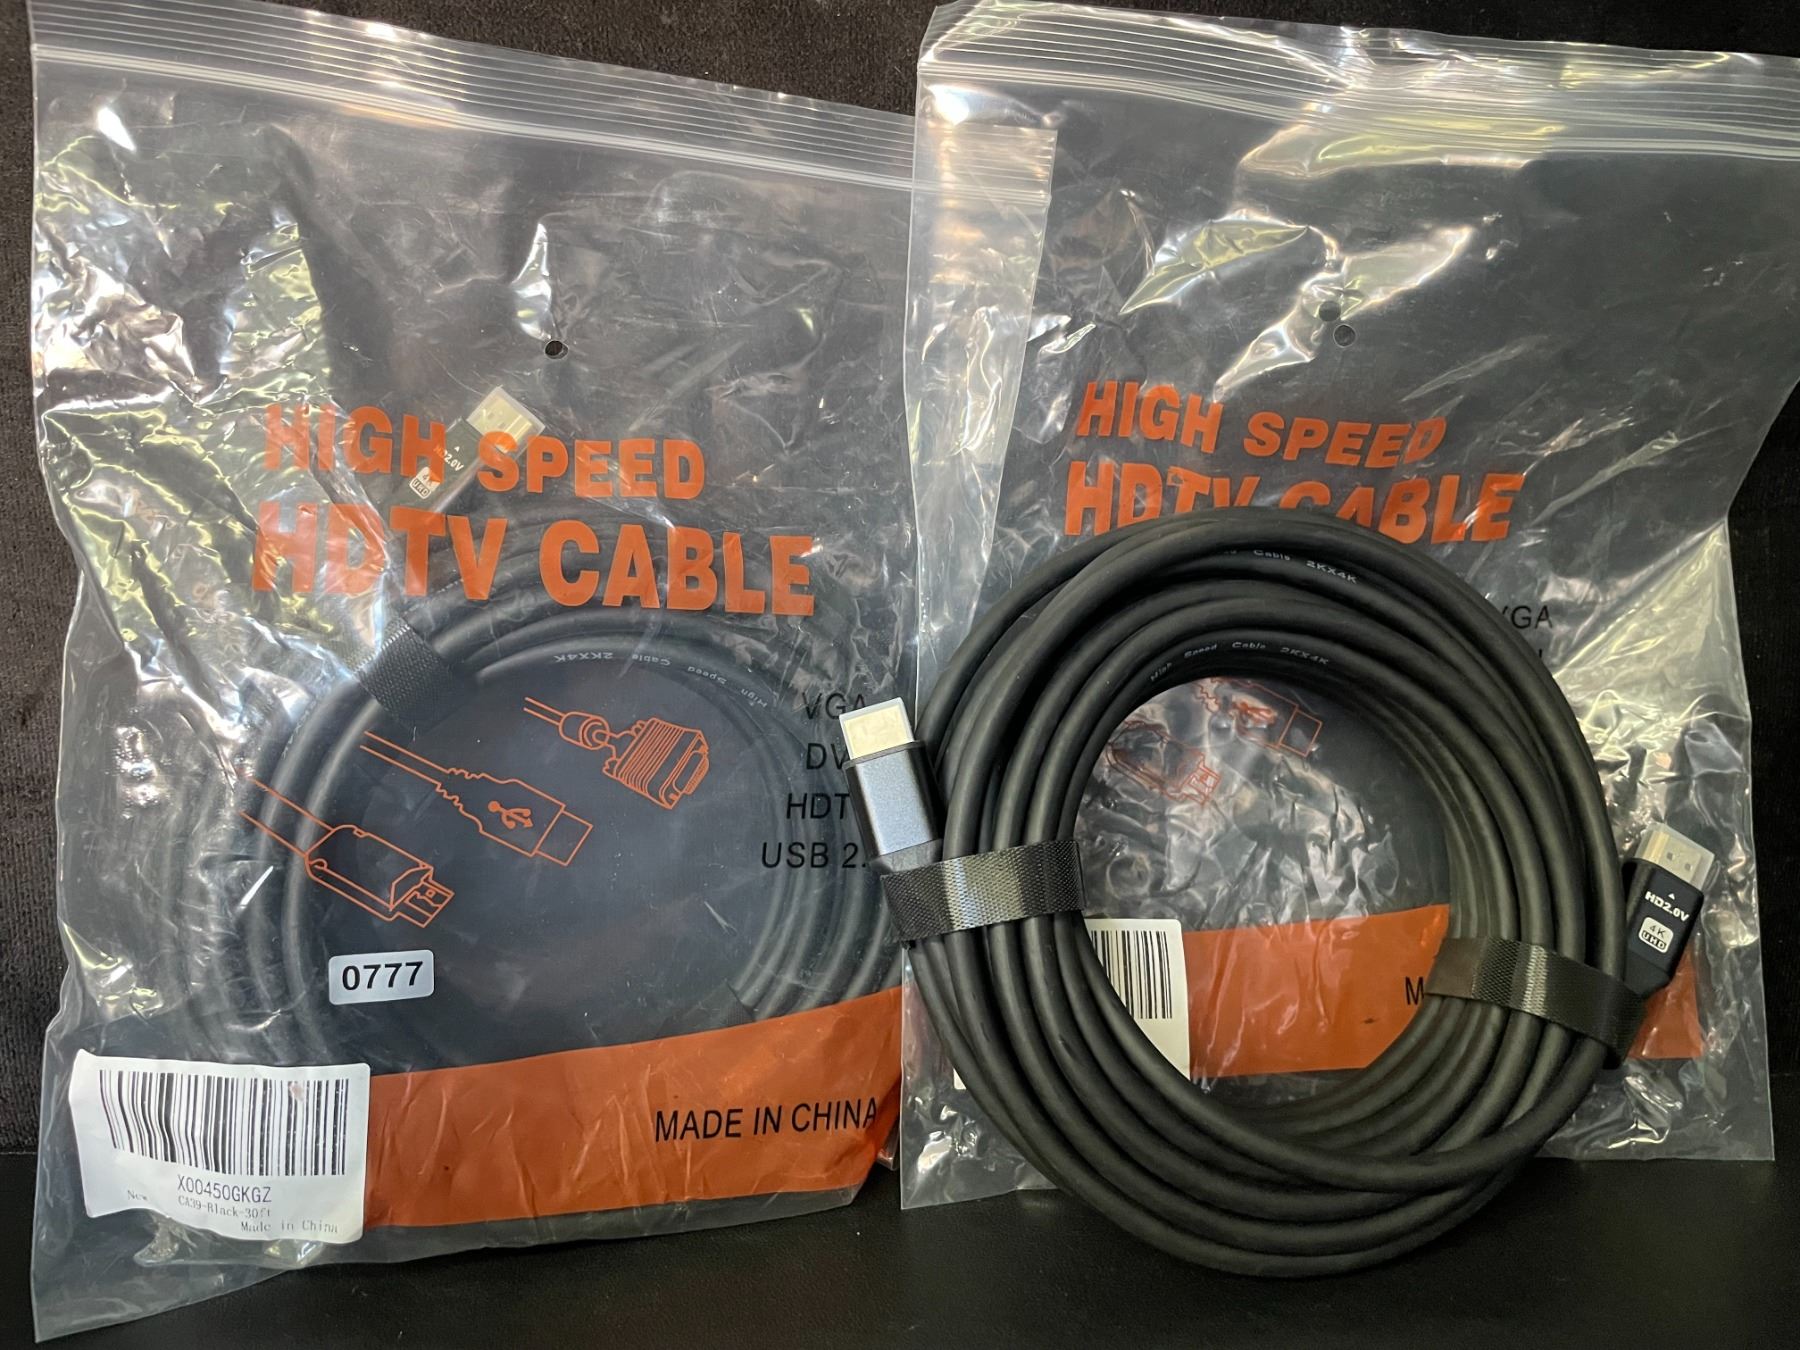 HIGH SPEED
HDTV CABLE
HD2.0V
4K
UHD
High Speed Cable 2KX4K
VGA
HDT
USB 2.
0777
MADE IN CHINA
X00450GKGZ
New
CA39-Black-30ft
Made in China
HIGH SPEED
HDTV CABLE
Cable 2KX4K
VGA
High Speed Cable 2KX4K
HD2.0V
4K
UHD